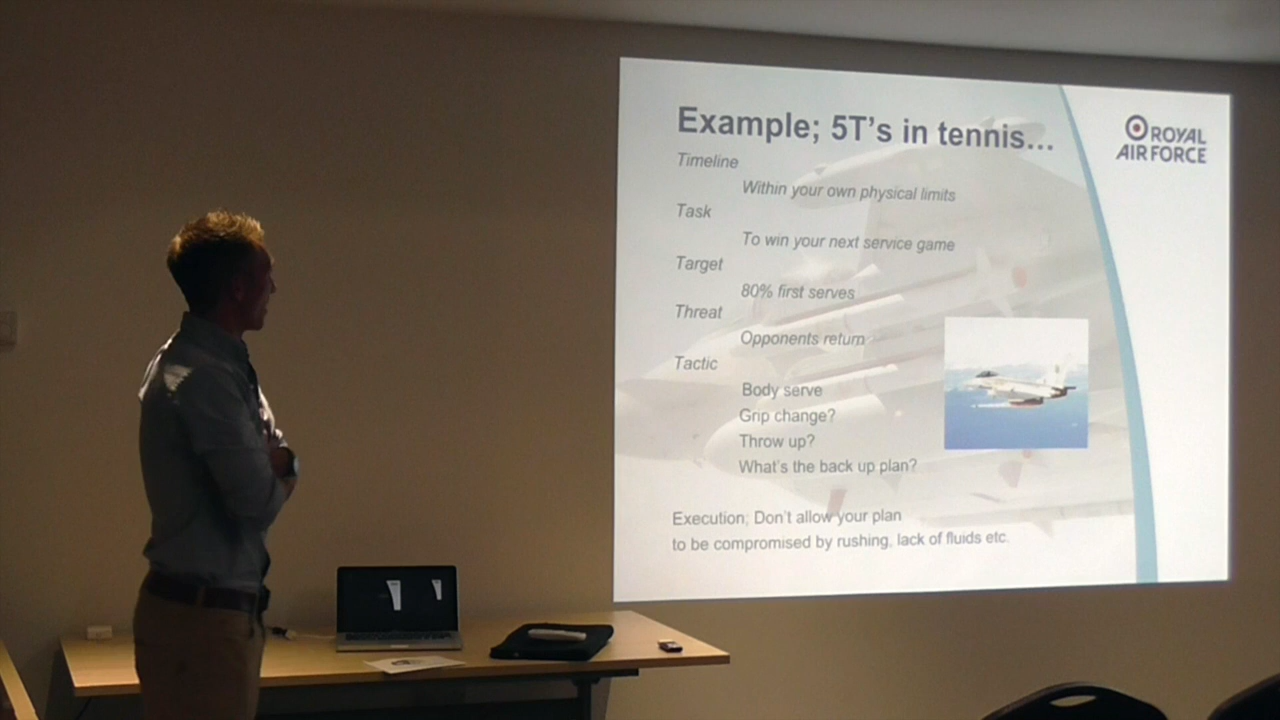 Example; 5T's in tennis...
ROYAL
AIR FORCE
Timeline
Within your own physical limits
Task
To win your next service game
Target
80% first serves
Threat
Opponents return
Tactic
Body serve
Grip change?
Throw up?
What's the back up plan?
Execution; Don't allow your plan
to be compromised by rushing, lack of fluids etc.